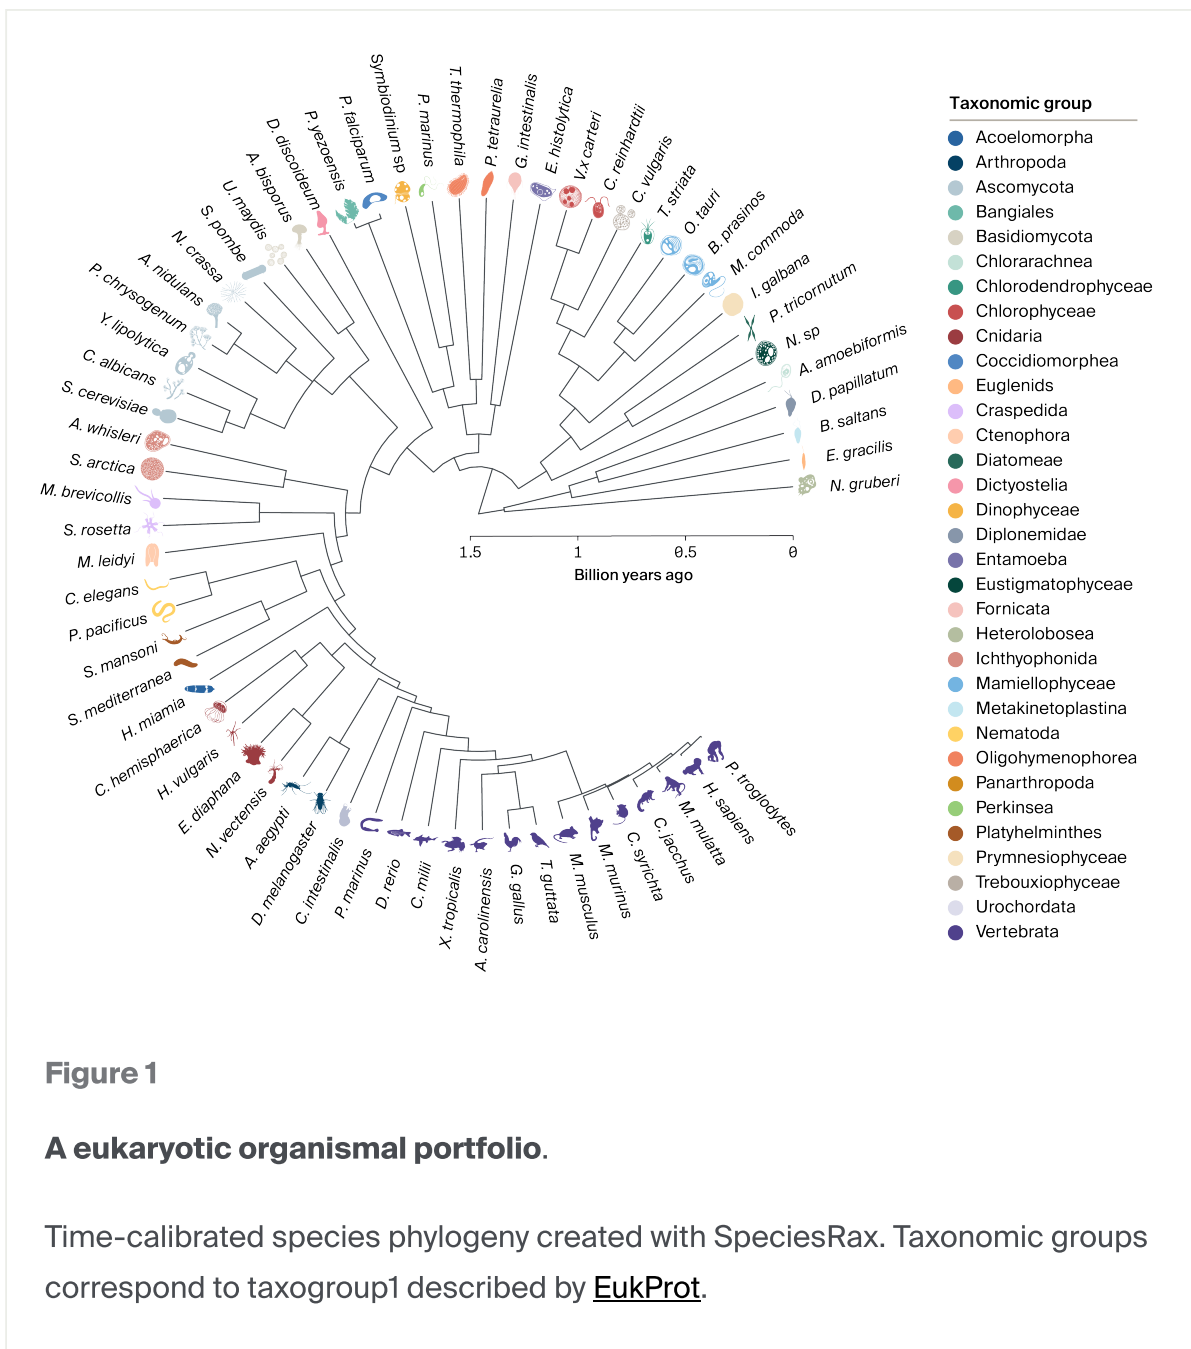 Symbiodinium sp
P. marinus
T. thermophila
P. tetraurelia
G. intestinalis
E. histolytica
V.x carteri
C. reinhardtii
C. vulgaris
T. striata
O. tauri
B. prasinos
M. commoda
I. galbana
P. tricornutum
N. sp
A. amoebiformis
D. papillatum
B. saltans
E. gracilis
N. gruberi
P. falciparum
P. yezoensis
D. discoideum
A. bisporus
U. maydis
S. pombe
N. crassa
A. nidulans
P. chrysogenum
Y. lipolytica
C. albicans
S. cerevisiae
A. whisleri
S. arctica
M. brevicollis
S. rosetta
M. leidyi
C. elegans
P. pacificus
S. mansoni
S. mediterranea
H. miamia
C. hemisphaerica
H. vulgaris
E. diaphana
N. vectensis
A. aegypti
D. melanogaster
C. intestinalis
P. marinus
D. rerio
C. milii
X. tropicalis
A. carolinensis
G. gallus
T. guttata
M. musculus
M. murinus
C. syrichta
C. jacchus
M. mulatta
H. sapiens
P. troglodytes
1.5 1 0.5 0
Billion years ago
Taxonomic group
Acoelomorpha
Arthropoda
Ascomycota
Bangiales
Basidiomycota
Chlorarachnea
Chlorodendrophyceae
Chlorophyceae
Cnidaria
Coccidiomorphea
Euglenids
Craspedida
Ctenophora
Diatomeae
Dictyostelia
Dinophyceae
Diplonemidae
Entamoeba
Eustigmatophyceae
Fornicata
Heterolobosea
Ichthyophonida
Mamiellophyceae
Metakinetoplastina
Nematoda
Oligohymenophorea
Panarthropoda
Perkinsea
Platyhelminthes
Prymnesiophyceae
Trebouxiophyceae
Urochordata
Vertebrata
Figure 1
A eukaryotic organismal portfolio.
Time-calibrated species phylogeny created with SpeciesRax. Taxonomic groups
correspond to taxogroup1 described by EukProt.